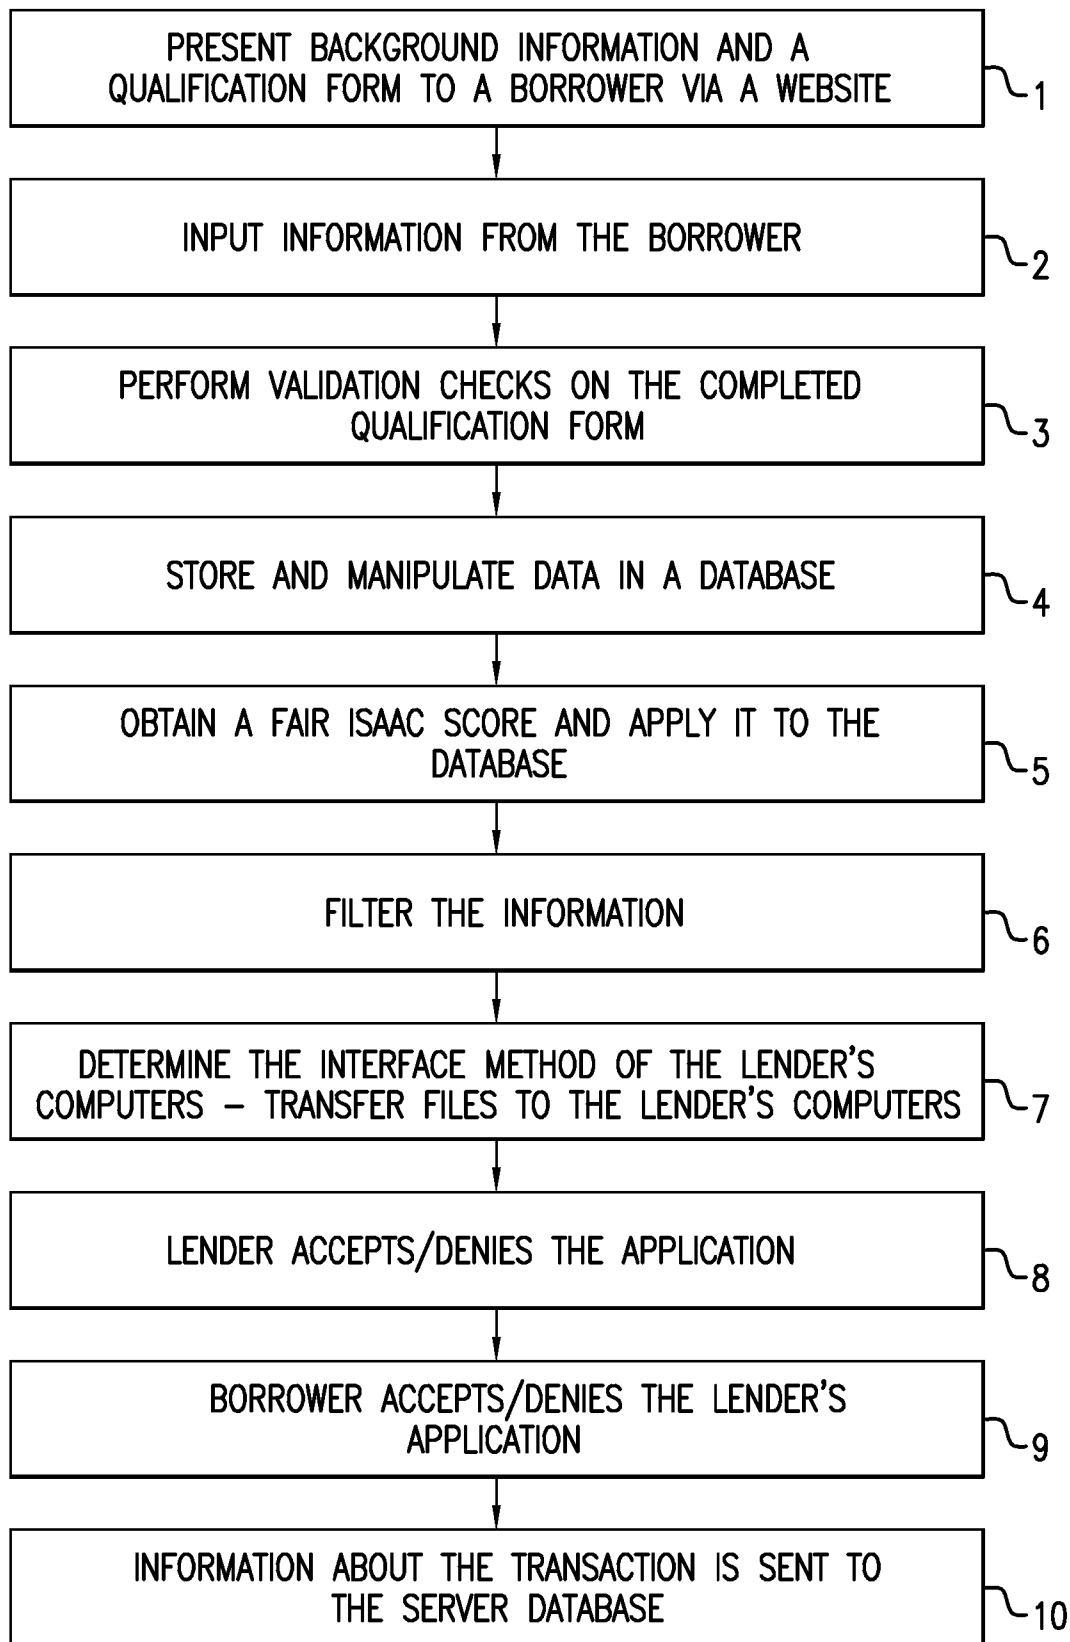 PRESENT BACKGROUND INFORMATION AND A
QUALIFICATION FORM TO A BORROWER VIA A WEBSITE
1
INPUT INFORMATION FROM THE BORROWER
2
PERFORM VALIDATION CHECKS ON THE COMPLETED
QUALIFICATION FORM
3
STORE AND MANIPULATE DATA IN A DATABASE
4
OBTAIN A FAIR ISAAC SCORE AND APPLY IT TO THE
DATABASE
5
FILTER THE INFORMATION
6
DETERMINE THE INTERFACE METHOD OF THE LENDER'S
COMPUTERS – TRANSFER FILES TO THE LENDER'S COMPUTERS
7
LENDER ACCEPTS/DENIES THE APPLICATION
8
BORROWER ACCEPTS/DENIES THE LENDER'S
APPLICATION
9
INFORMATION ABOUT THE TRANSACTION IS SENT TO
THE SERVER DATABASE
10